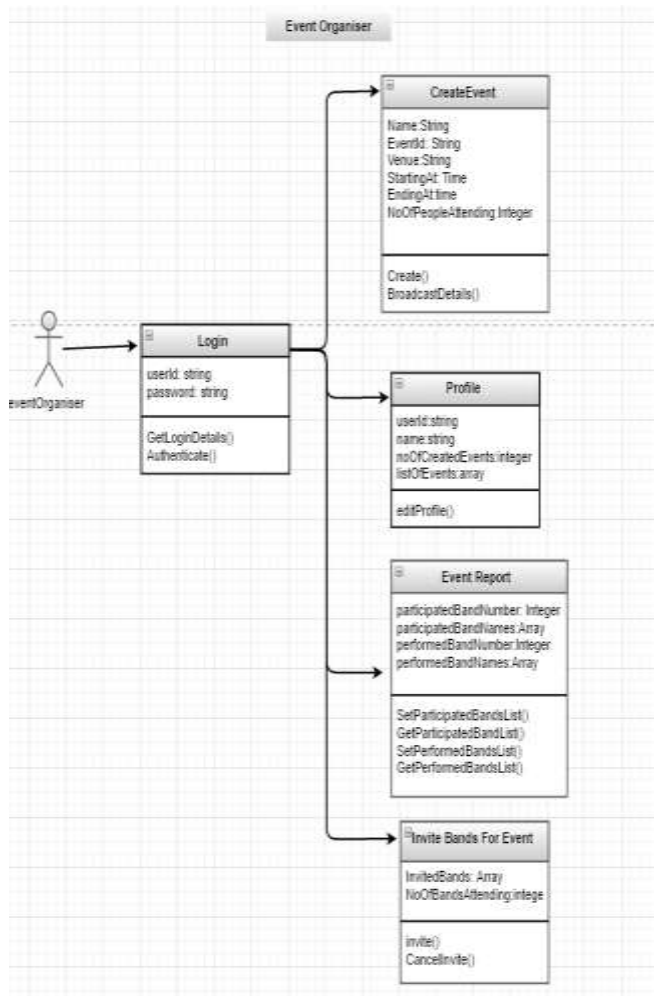 Event Organiser
CreateEvent
Name:String
EventId: String
Venue:String
StartingAt: Time
EndingAt:time
NoOfPeopleAttending:Integer
Create()
BroadcastDetails()
eventOrganiser
Login
userId: string
password: string
GetLoginDetails()
Authenticate()
Profile
userId:string
name:string
noOfCreatedEvents:integer
listOfEvents:array
editProfile()
Event Report
participatedBandNumber: Integer
participatedBandNames:Array
performedBandNumber:Integer
performedBandNames:Array
SetParticipatedBandsList()
GetParticipatedBandList()
SetPerformedBandsList()
GetPerformedBandsList()
Invite Bands For Event
InvitedBands: Array
NoOfBandsAttending:intege
invite()
CancelInvite()